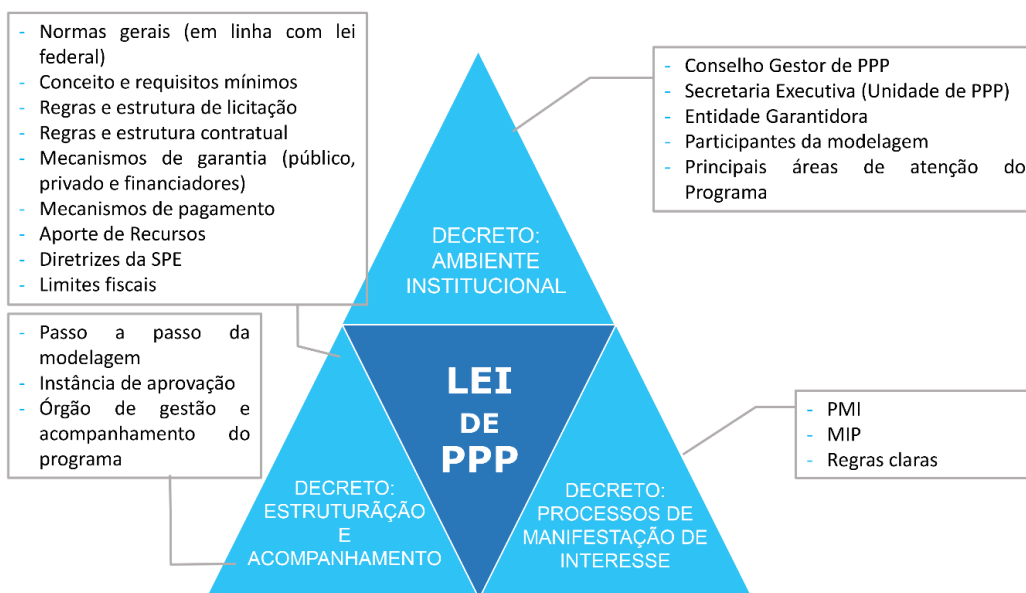 - Normas gerais (em linha com lei
federal)
- Conceito e requisitos mínimos
- Regras e estrutura de licitação
- Regras e estrutura contratual
- Mecanismos de garantia (público,
privado e financiadores)
- Mecanismos de pagamento
- Aporte de Recursos
- Diretrizes da SPE
- Limites fiscais
- Conselho Gestor de PPP
- Secretaria Executiva (Unidade de PPP)
- Entidade Garantidora
- Participantes da modelagem
- Principais áreas de atenção do
Programa
DECRETO:
AMBIENTE
INSTITUCIONAL
- Passo a passo da
modelagem
- Instância de aprovação
- Órgão de gestão e
acompanhamento do
programa
LEI
DE
PPP
- PMI
- MIP
- Regras claras
DECRETO:
ESTRUTURÃÇÃO
E
ACOMPANHAMENTO
DECRETO:
PROCESSOS DE
MANIFESTAÇÃO DE
INTERESSE